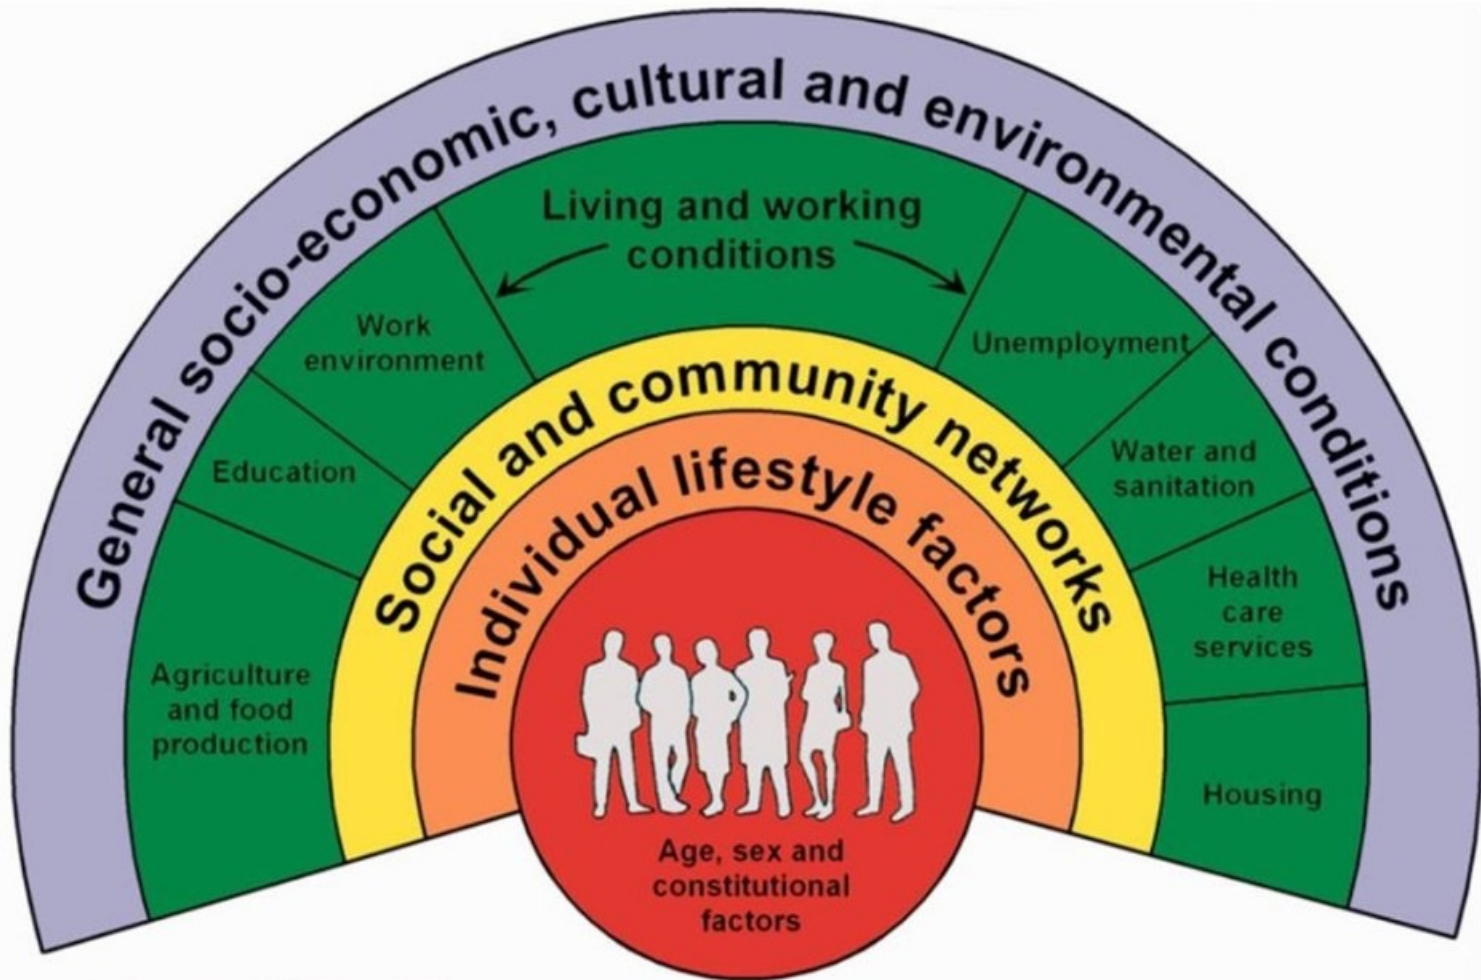 General socio-economic, cultural and environmental conditions
Living and working
conditions
Work
environment
Education
Agriculture
and food
production
Unemployment
Water and
sanitation
Health
care
services
Housing
Social and community networks
Individual lifestyle factors
Age, sex and
constitutional
factors